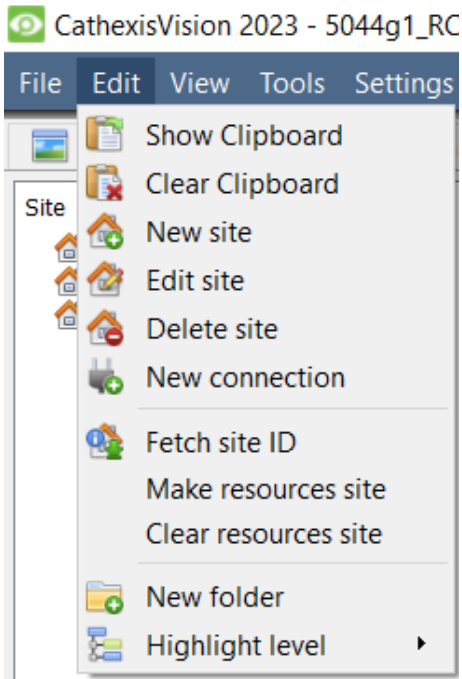 CathexisVision 2023 - 5044g1_RC
File Edit View Tools Settings
Show Clipboard
Clear Clipboard
Site
New site
Edit site
Delete site
New connection
Fetch site ID
Make resources site
Clear resources site
New folder
Highlight level